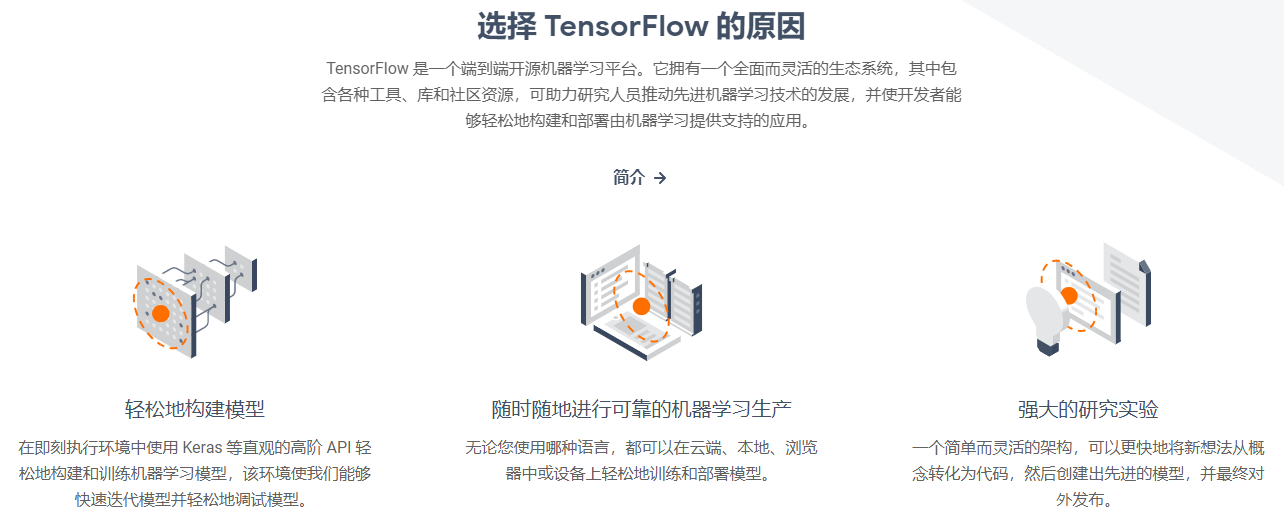 选择 TensorFlow 的原因
TensorFlow 是一个端到端开源机器学习平台。它拥有一个全面而灵活的生态系统，其中包
含各种工具、库和社区资源，可助力研究人员推动先进机器学习技术的发展，并使开发者能
够轻松地构建和部署由机器学习提供支持的应用。
简介 →
轻松地构建模型
在即刻执行环境中使用 Keras 等直观的高阶 API 轻
松地构建和训练机器学习模型，该环境使我们能够
快速迭代模型并轻松地调试模型。
随时随地进行可靠的机器学习生产
无论您使用哪种语言，都可以在云端、本地、浏览
器中或设备上轻松地训练和部署模型。
强大的研究实验
一个简单而灵活的架构，可以更快地将新想法从概
念转化为代码，然后创建出先进的模型，并最终对
外发布。